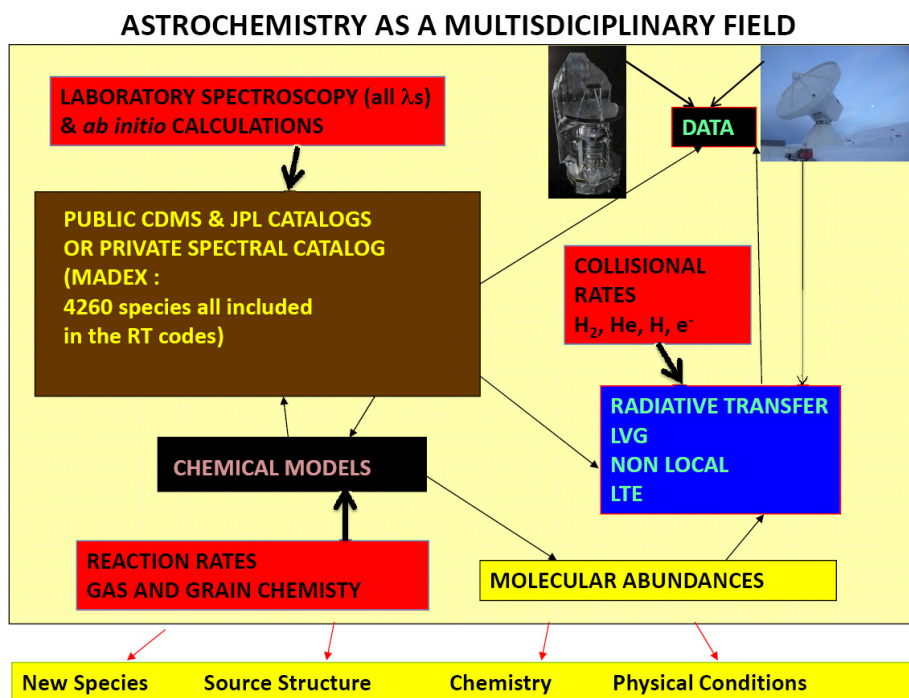 ASTROCHEMISTRY AS A MULTISDICIPLINARY FIELD
LABORATORY SPECTROSCOPY (all λs)
& ab initio CALCULATIONS
DATA
PUBLIC CDMS & JPL CATALOGS
OR PRIVATE SPECTRAL CATALOG
(MADEX :
4260 species all included
in the RT codes)
COLLISIONAL
RATES
H₂, He, H, e⁻
RADIATIVE TRANSFER
LVG
NON LOCAL
LTE
CHEMICAL MODELS
REACTION RATES
GAS AND GRAIN CHEMISTY
MOLECULAR ABUNDANCES
New Species Source Structure Chemistry Physical Conditions